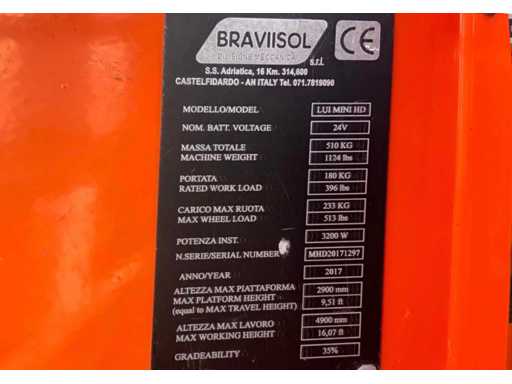 BRAVIISOL
DIVISIONE MECCANICA
s.r.l.
CE
S.S. Adriatica, 16 Km. 314,600
CASTELFIDARDO - AN ITALY Tel. 071.7819090
MODELLO/MODEL LUI MINI HD
NOM. BATT. VOLTAGE 24V
MASSA TOTALE 510 KG
MACHINE WEIGHT 1124 lbs
PORTATA 180 KG
RATED WORK LOAD 396 lbs
CARICO MAX RUOTA 233 KG
MAX WHEEL LOAD 513 lbs
POTENZA INST. 3200 W
N.SERIE/SERIAL NUMBER MHD20171297
ANNO/YEAR 2017
ALTEZZA MAX PIATTAFORMA 2900 mm
MAX PLATFORM HEIGHT 9,51 ft
(equal to MAX TRAVEL HEIGHT)
ALTEZZA MAX LAVORO 4900 mm
MAX WORKING HEIGHT 16,07 ft
GRADEABILITY 35%